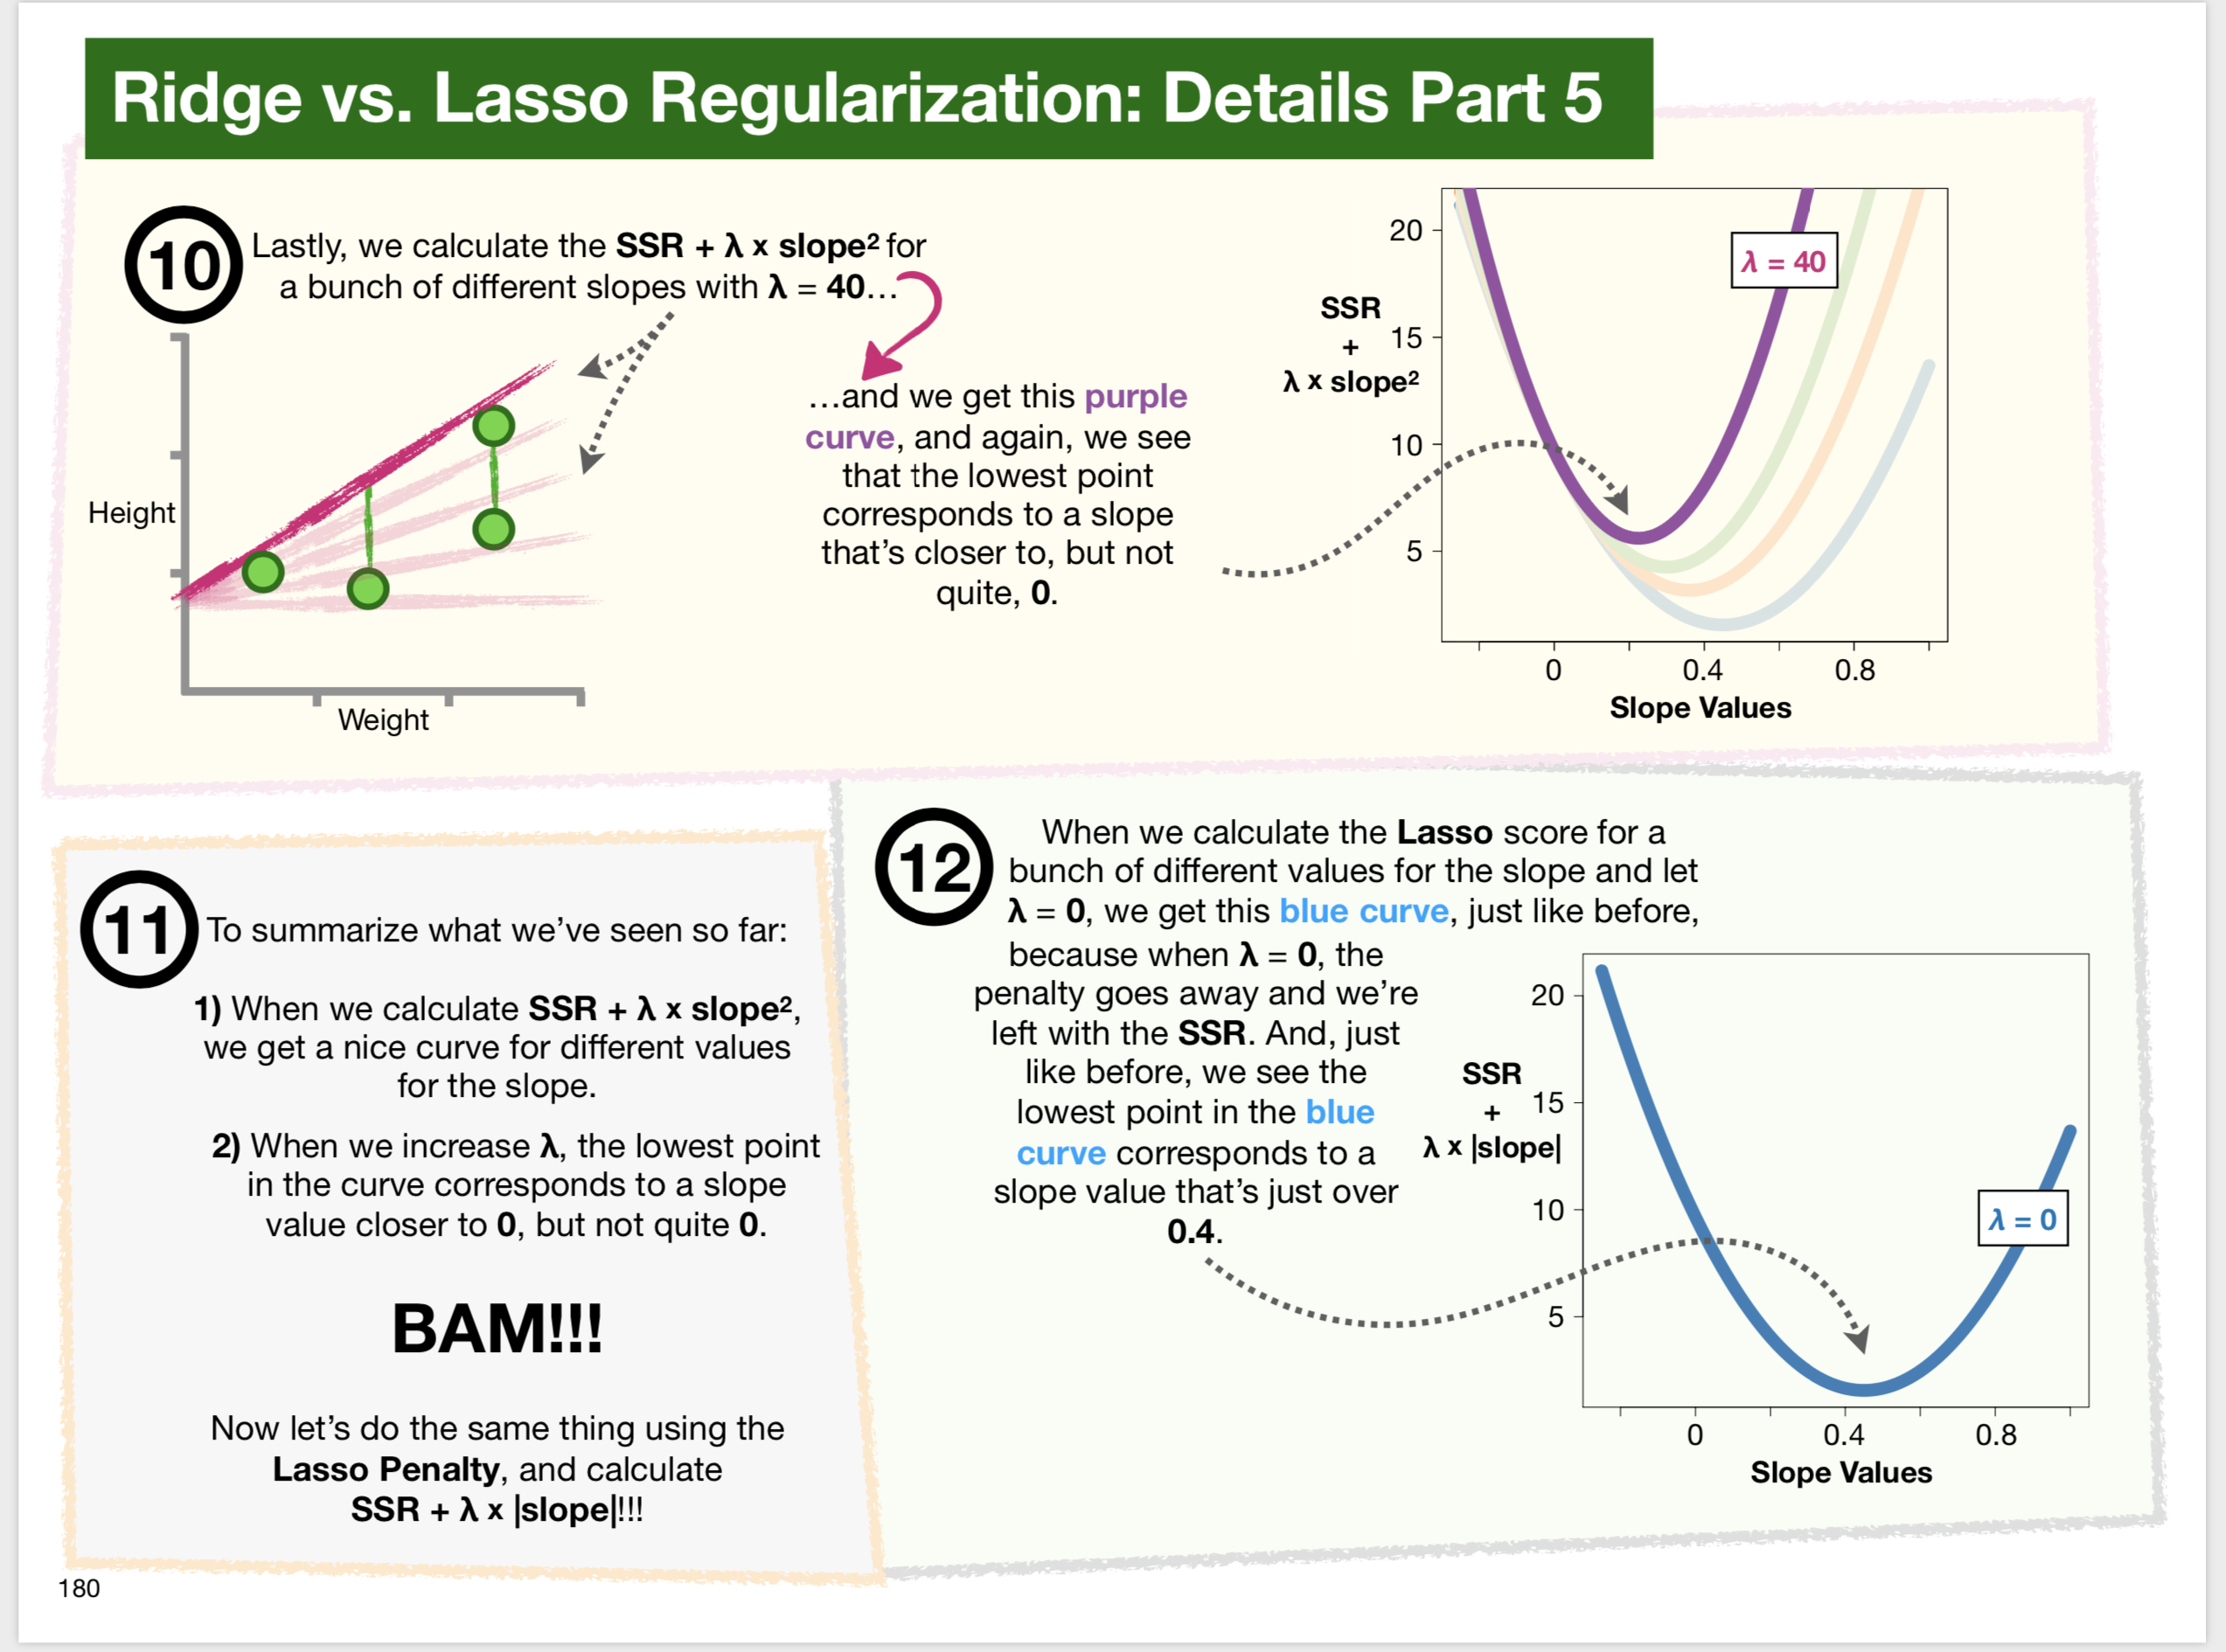 Ridge vs. Lasso Regularization: Details Part 5
10
Lastly, we calculate the SSR + λ x slope² for
a bunch of different slopes with λ = 40…
Height
Weight
…and we get this purple
curve, and again, we see
that the lowest point
corresponds to a slope
that’s closer to, but not
quite, 0.
SSR
+
λ x slope²
20
15
10
5
λ = 40
0
0.4
0.8
Slope Values
11
To summarize what we’ve seen so far:
1) When we calculate SSR + λ x slope²,
we get a nice curve for different values
for the slope.
2) When we increase λ, the lowest point
in the curve corresponds to a slope
value closer to 0, but not quite 0.
BAM!!!
Now let’s do the same thing using the
Lasso Penalty, and calculate
SSR + λ x |slope|!!!
12
When we calculate the Lasso score for a
bunch of different values for the slope and let
λ = 0, we get this blue curve, just like before,
because when λ = 0, the
penalty goes away and we’re
left with the SSR. And, just
like before, we see the
lowest point in the blue
curve corresponds to a
slope value that’s just over
0.4.
SSR
+
λ x |slope|
20
15
10
5
λ = 0
0
0.4
0.8
Slope Values
180